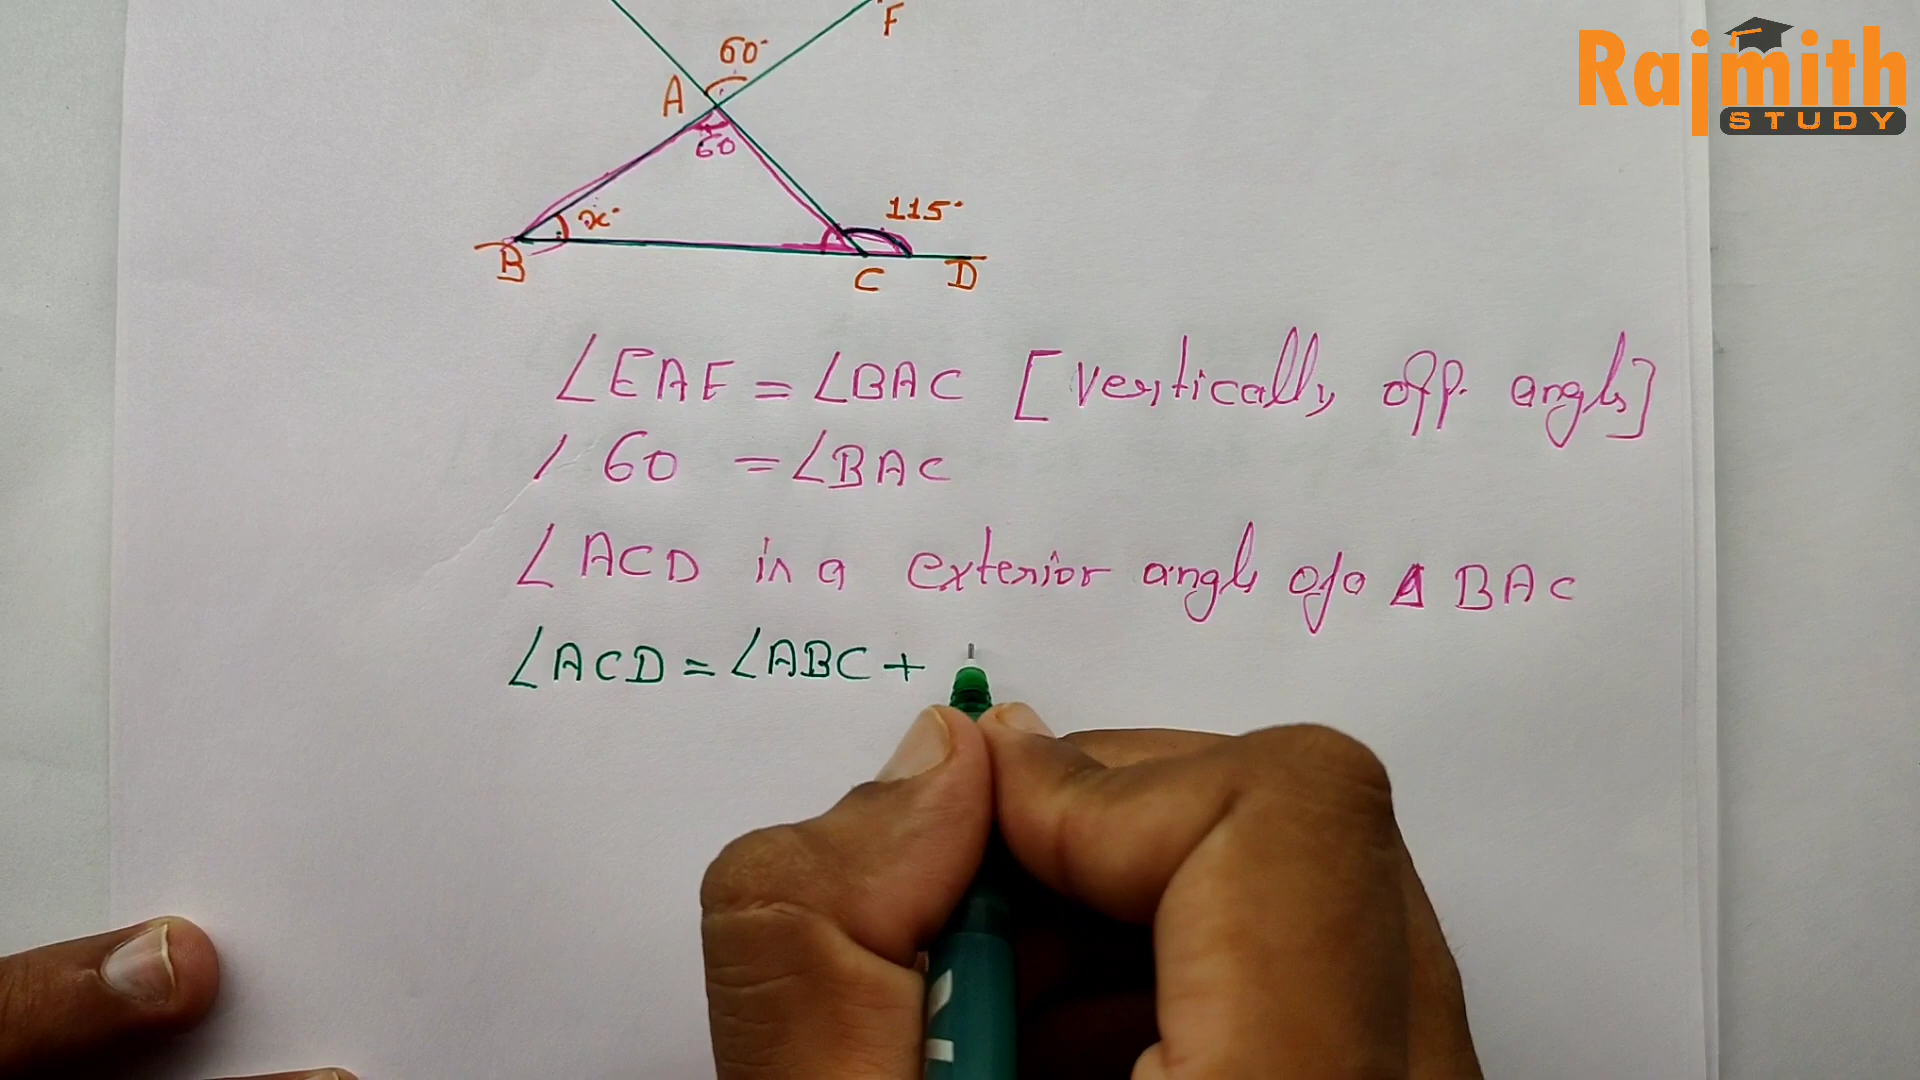 Rajmith
STUDY
F
60°
A
60
x°
115°
B
C
D
∠EAF = ∠BAC [Vertically opp. angles]
/ 60 = ∠BAC
∠ACD is a exterior angle of a ∆ BAC
∠ACD = ∠ABC +